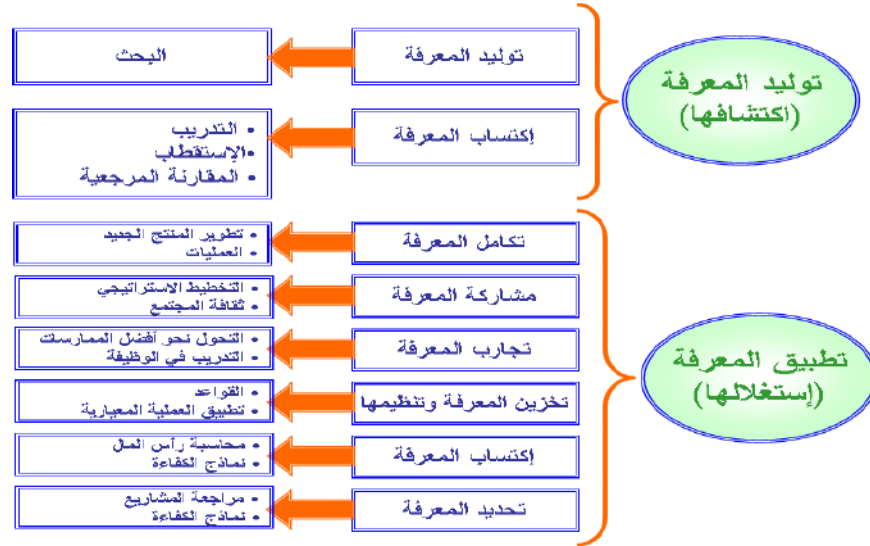 توليد المعرفة
(اكتشافها)
توليد المعرفة
البحث
إكتساب المعرفة
• التدريب
•الإستقطاب
• المقارنة المرجعية
تطبيق المعرفة
(إستغلالها)
تكامل المعرفة
• تطوير المنتج الجديد
• العمليات
مشاركة المعرفة
• التخطيط الاستراتيجي
• ثقافة المجتمع
تجارب المعرفة
• التحول نحو أفضل الممارسات
• التدريب في الوظيفة
تخزين المعرفة وتنظيمها
• القواعد
• تطبيق العملية المعيارية
إكتساب المعرفة
• محاسبة رأس المال
• نماذج الكفاءة
تحديد المعرفة
• مراجعة المشاريع
• نماذج الكفاءة